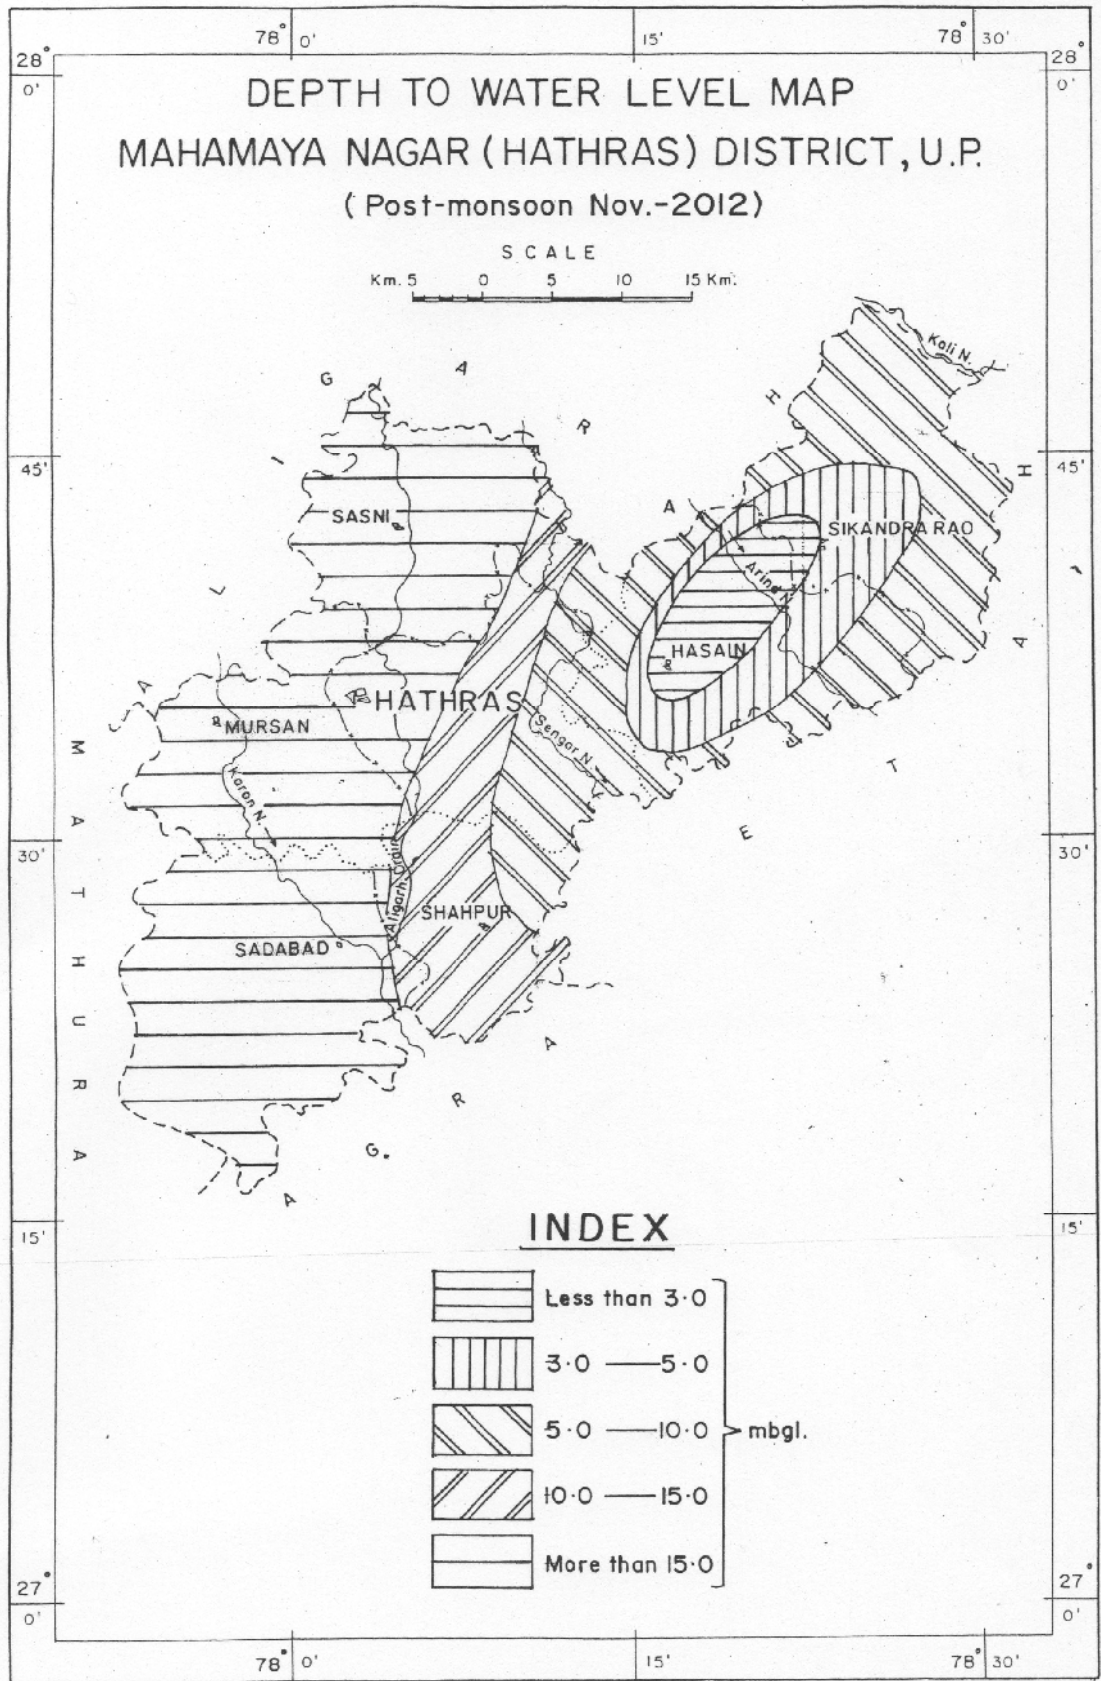 78° 0' 15' 78° 30'
28° 0' 28° 0'
DEPTH TO WATER LEVEL MAP
MAHAMAYA NAGAR (HATHRAS) DISTRICT, U.P.
(Post-monsoon Nov.-2012)
SCALE
Km. 5 0 5 10 15 Km.
Kali N.
A L I G A R H
45' 45'
SASNI
SIKANDRA RAO
Arind N.
HASAIN
HATHRAS
MURSAN
Sengar N.
Karon N.
M A T H U R A
E T A H
30' 30'
Aligarh Drain
SHAHPUR
SADABAD
A G R A
15' 15'
INDEX
Less than 3.0
3.0 — 5.0
5.0 — 10.0
mbgl.
10.0 — 15.0
More than 15.0
27° 0' 27° 0'
78° 0' 15' 78° 30'